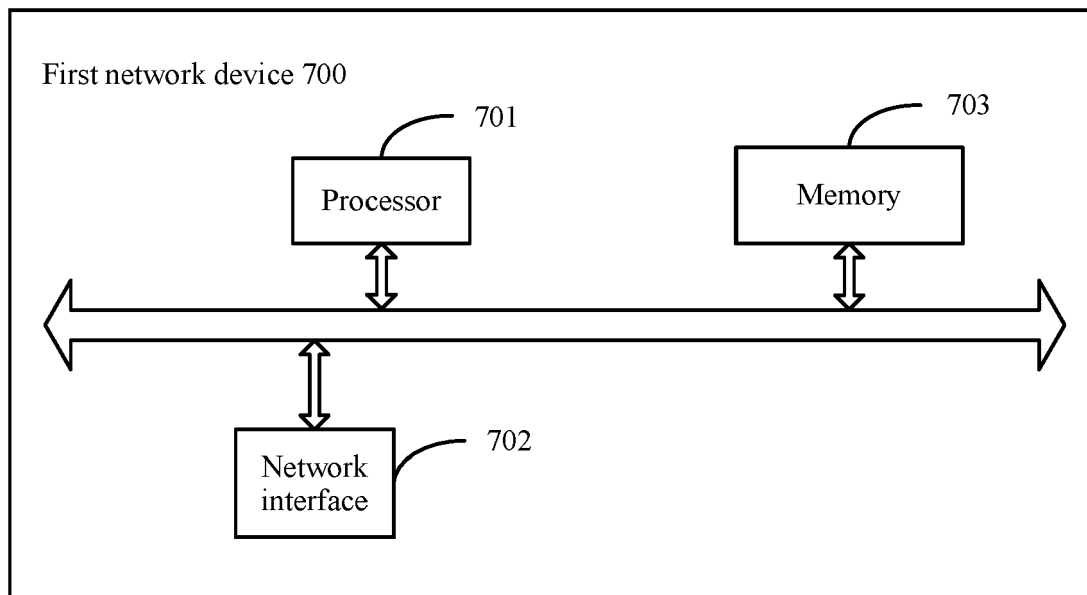 First network device 700
701
703
Processor
Memory
702
Network
interface